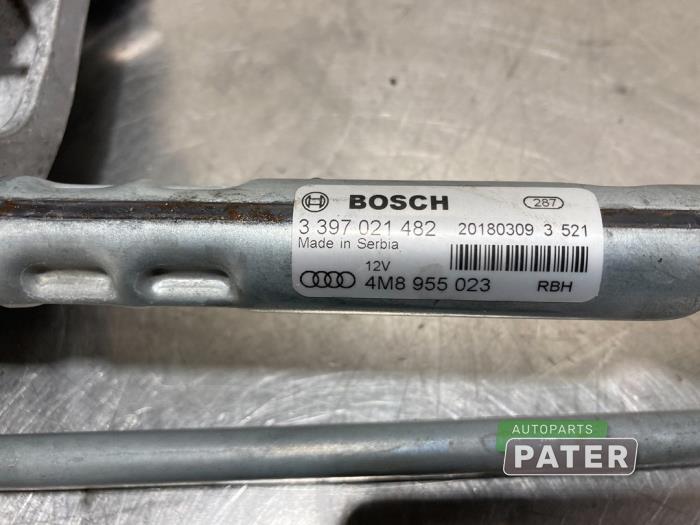 BOSCH 287
3 397 021 482 20180309 3 521
Made in Serbia
12V
4M8 955 023 RBH
AUTOPARTS
PATER